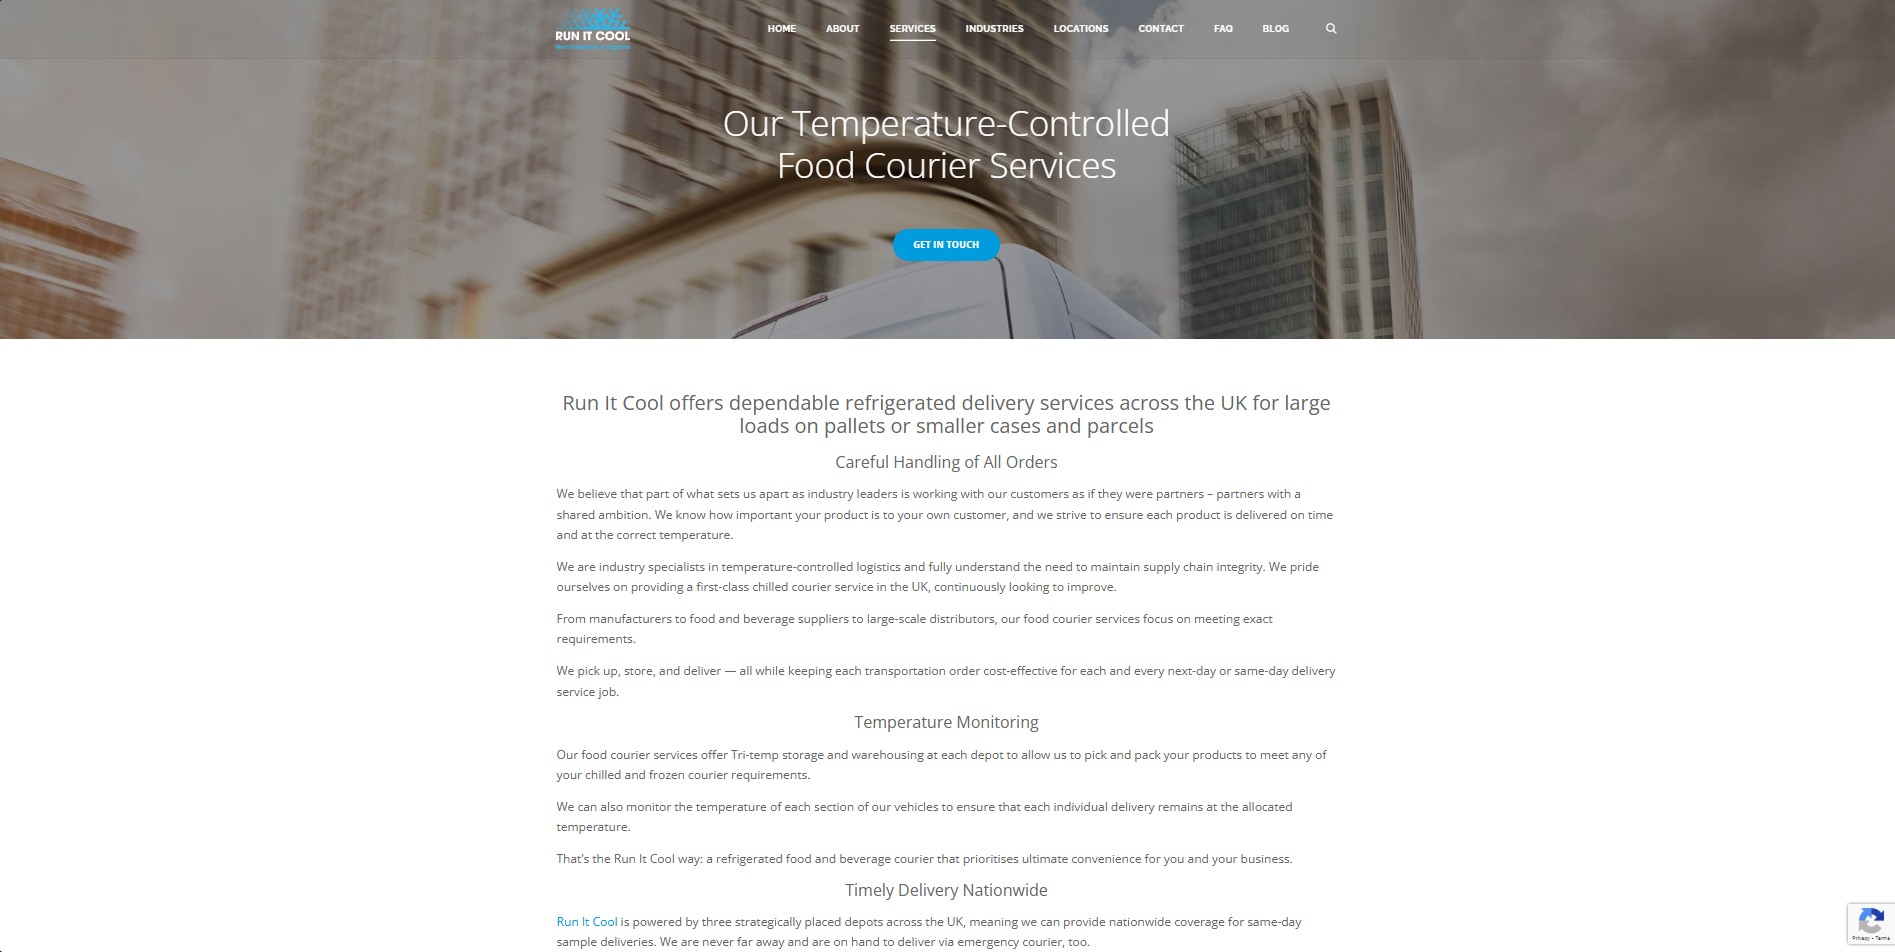 RUN IT COOL
HOME ABOUT SERVICES INDUSTRIES LOCATIONS CONTACT FAQ BLOG
Our Temperature-Controlled
Food Courier Services
GET IN TOUCH
Run It Cool offers dependable refrigerated delivery services across the UK for large
loads on pallets or smaller cases and parcels
Careful Handling of All Orders
We believe that part of what sets us apart as industry leaders is working with our customers as if they were partners – partners with a
shared ambition. We know how important your product is to your own customer, and we strive to ensure each product is delivered on time
and at the correct temperature.
We are industry specialists in temperature-controlled logistics and fully understand the need to maintain supply chain integrity. We pride
ourselves on providing a first-class chilled courier service in the UK, continuously looking to improve.
From manufacturers to food and beverage suppliers to large-scale distributors, our food courier services focus on meeting exact
requirements.
We pick up, store, and deliver — all while keeping each transportation order cost-effective for each and every next-day or same-day delivery
service job.
Temperature Monitoring
Our food courier services offer Tri-temp storage and warehousing at each depot to allow us to pick and pack your products to meet any of
your chilled and frozen courier requirements.
We can also monitor the temperature of each section of our vehicles to ensure that each individual delivery remains at the allocated
temperature.
That’s the Run It Cool way: a refrigerated food and beverage courier that prioritises ultimate convenience for you and your business.
Timely Delivery Nationwide
Run It Cool is powered by three strategically placed depots across the UK, meaning we can provide nationwide coverage for same-day
sample deliveries. We are never far away and are on hand to deliver via emergency courier, too.
Privacy - Terms